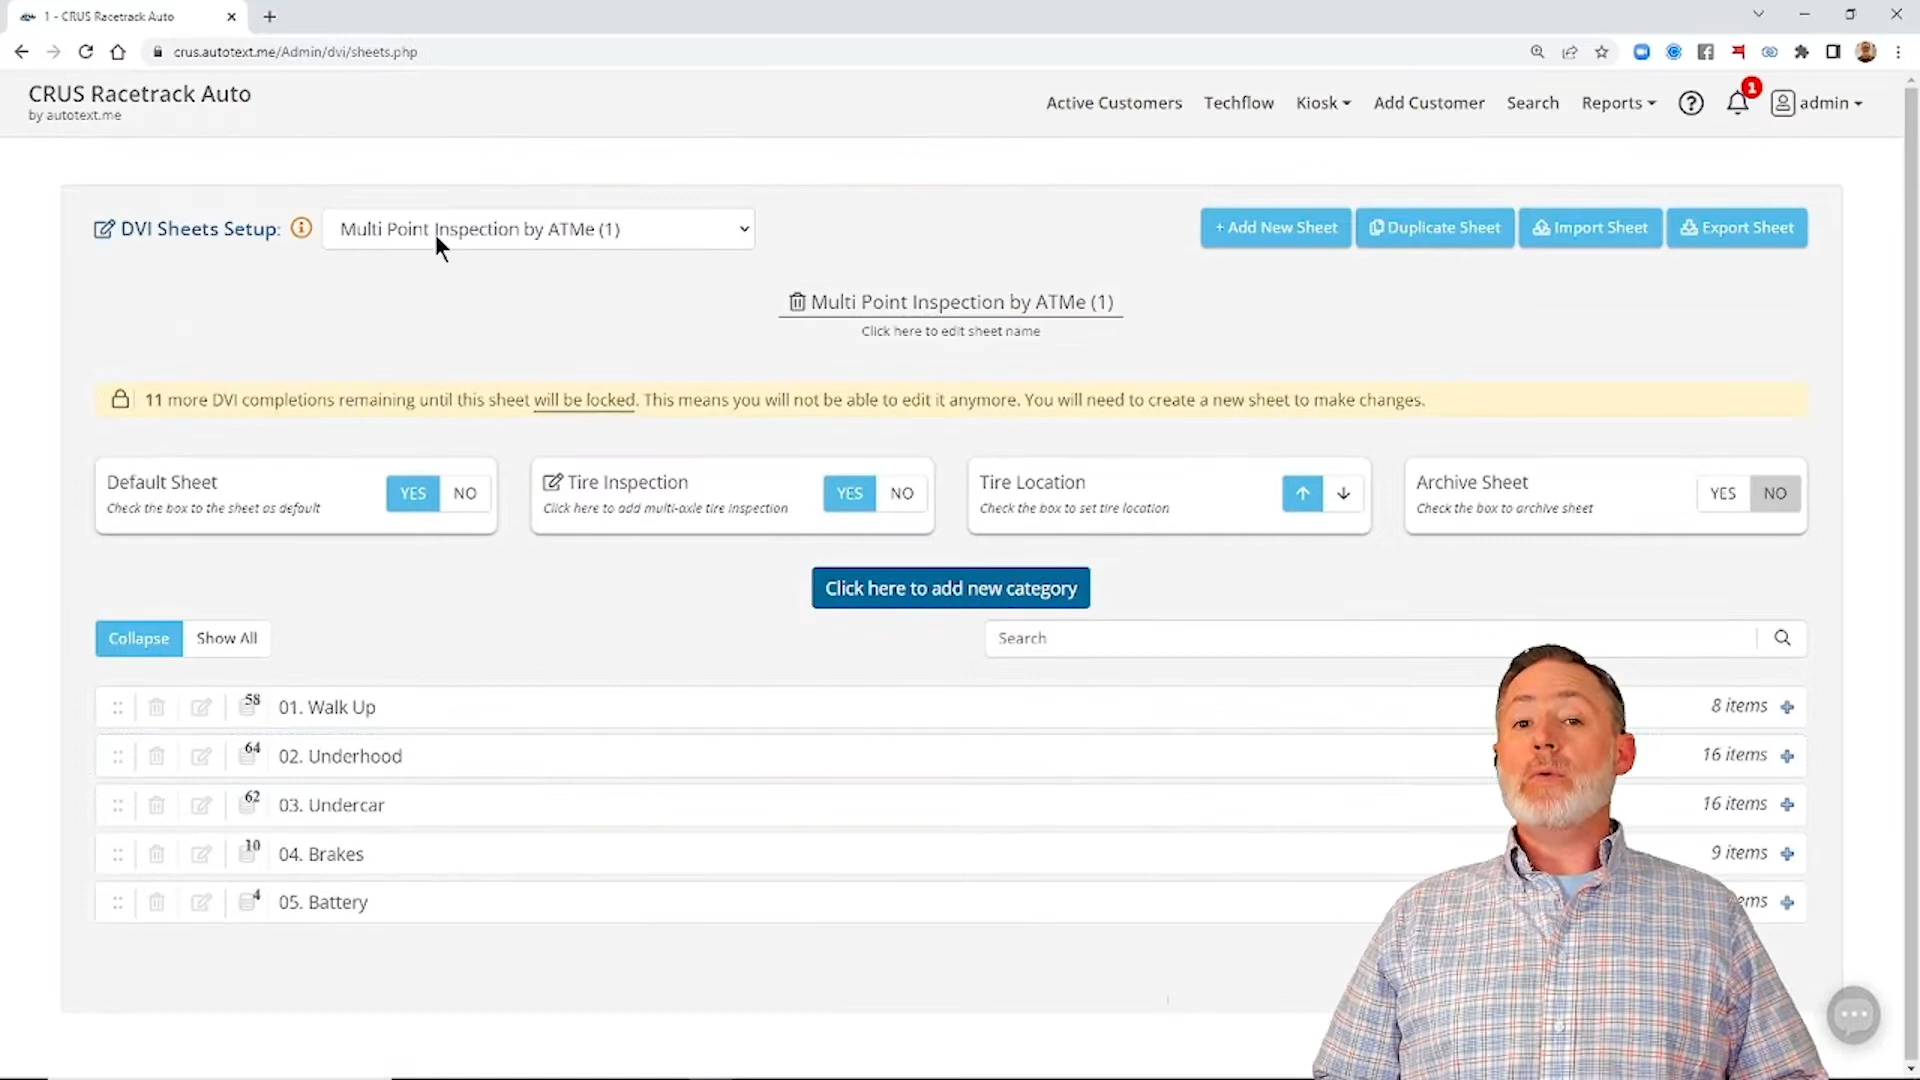 1 - CRUS Racetrack Auto
crus.autotext.me/Admin/dvi/sheets.php
CRUS Racetrack Auto
by autotext.me
Active Customers
Techflow
Kiosk
Add Customer
Search
Reports
1
admin
DVI Sheets Setup:
Multi Point Inspection by ATMe (1)
+ Add New Sheet
Duplicate Sheet
Import Sheet
Export Sheet
Multi Point Inspection by ATMe (1)
Click here to edit sheet name
11 more DVI completions remaining until this sheet will be locked. This means you will not be able to edit it anymore. You will need to create a new sheet to make changes.
Default Sheet
Check the box to the sheet as default
YES NO
Tire Inspection
Click here to add multi-axle tire inspection
YES NO
Tire Location
Check the box to set tire location
Archive Sheet
Check the box to archive sheet
YES NO
Click here to add new category
Collapse
Show All
Search
58 01. Walk Up 8 items
64 02. Underhood 16 items
62 03. Undercar 16 items
10 04. Brakes 9 items
4 05. Battery